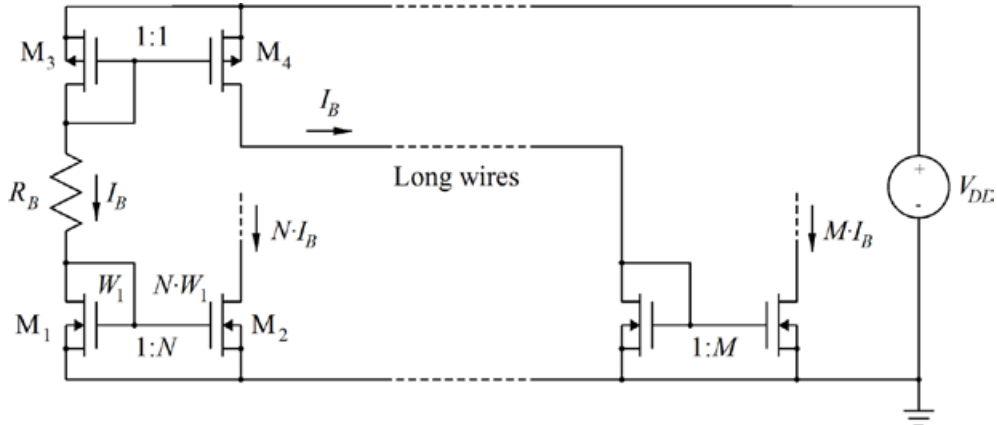 1:1
M3
M4
IB
Long wires
RB
IB
N·IB
M·IB
+
-
VDD
W1
N·W1
M1
M2
1:N
1:M